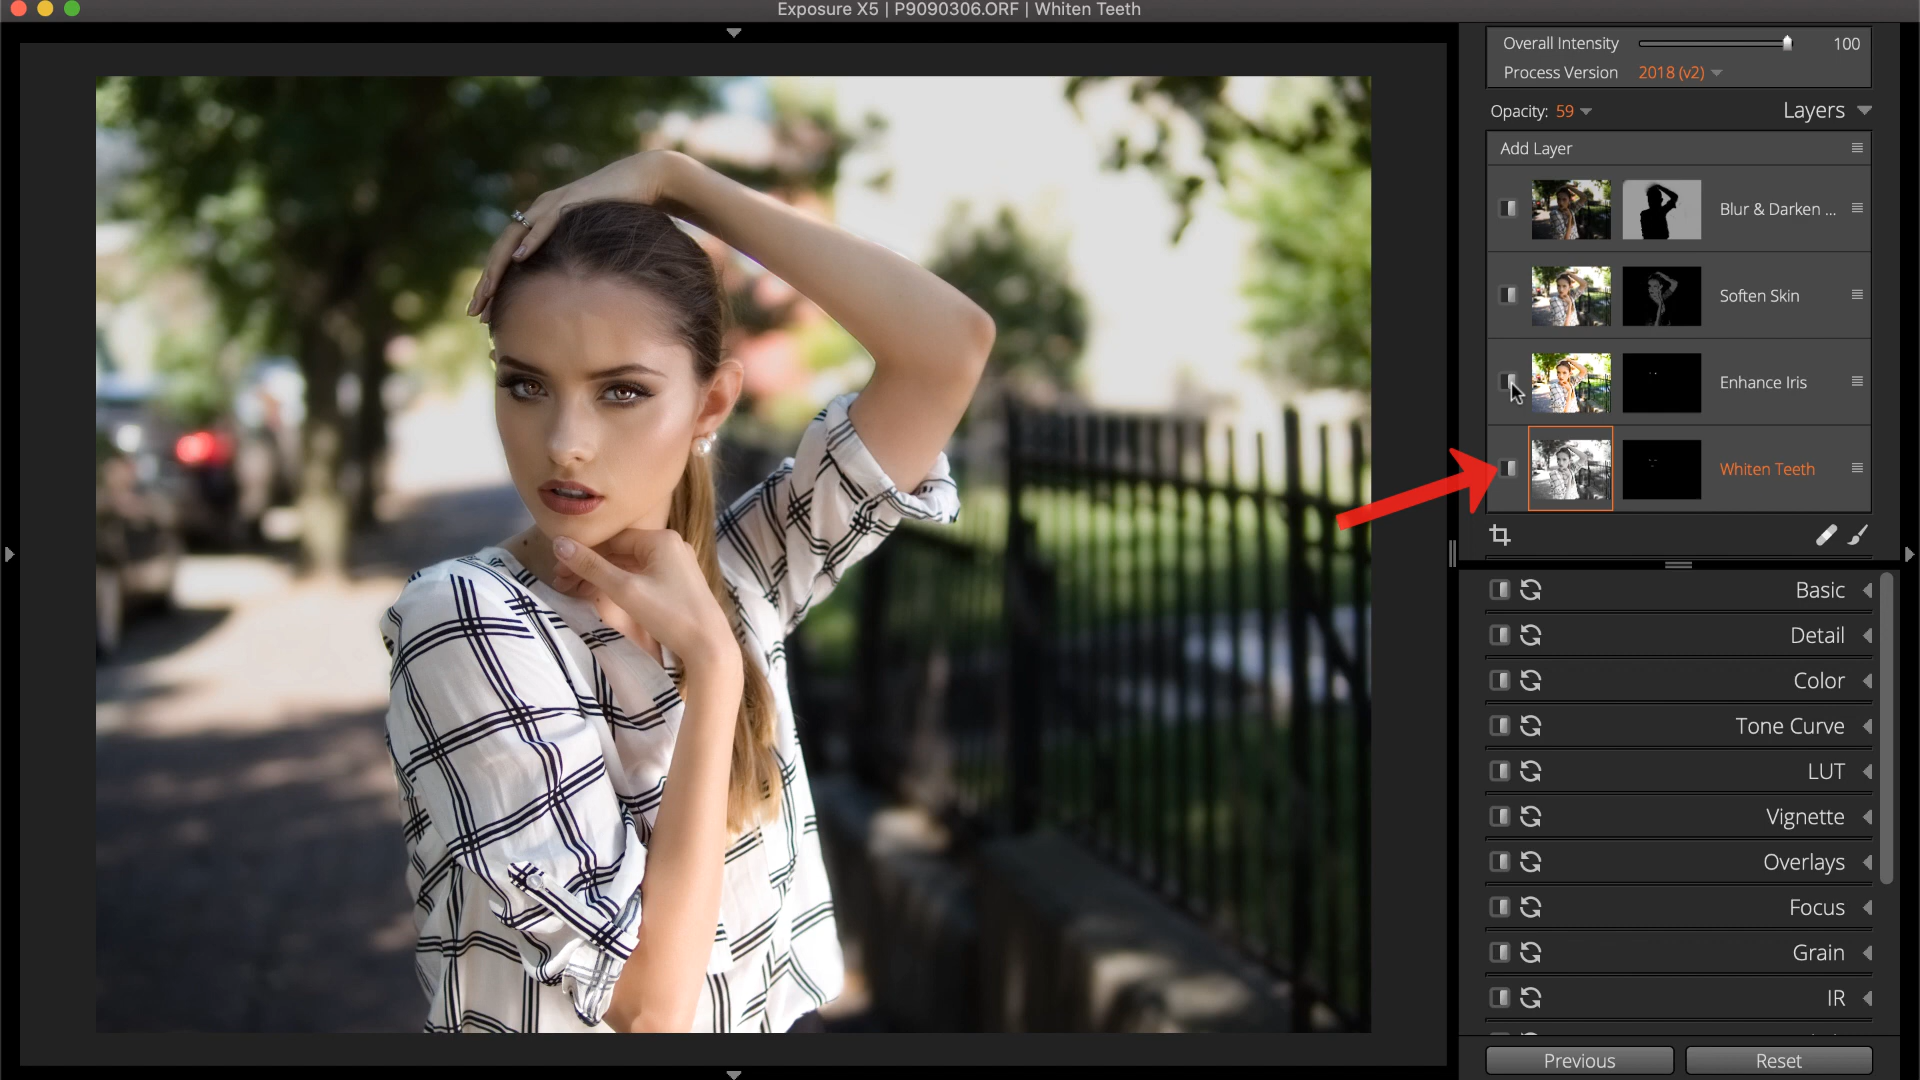 Exposure X5 | P9090306.ORF | Whiten Teeth
Overall Intensity 100
Process Version 2018 (v2)
Opacity: 59 Layers
Add Layer
Blur & Darken ...
Soften Skin
Enhance Iris
Whiten Teeth
Basic
Detail
Color
Tone Curve
LUT
Vignette
Overlays
Focus
Grain
IR
Previous Reset